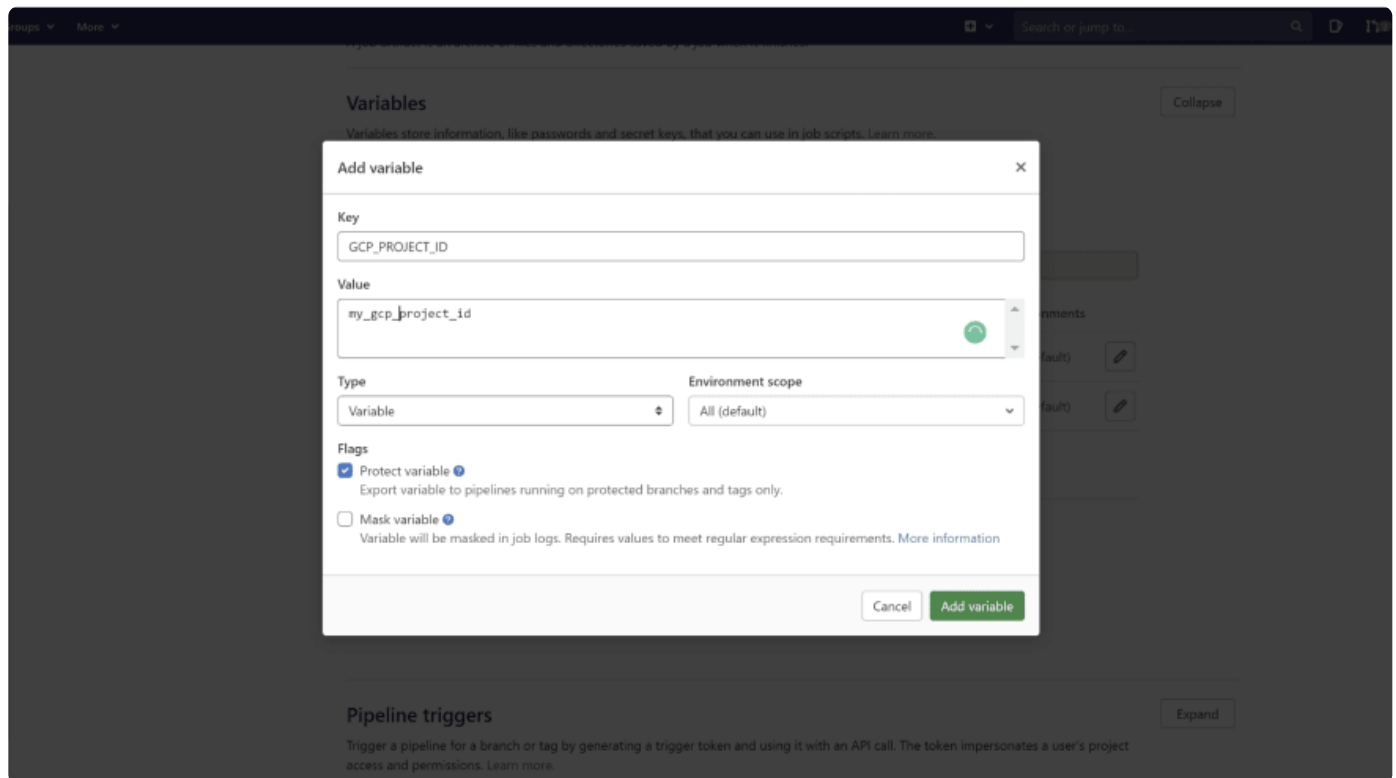 More
Search or jump to...
Variables
Collapse
Variables store information, like passwords and secret keys, that you can use in job scripts. Learn more.
Add variable
Key
GCP_PROJECT_ID
Value
my_gcp_project_id
Type
Environment scope
Variable
All (default)
Flags
Protect variable
Export variable to pipelines running on protected branches and tags only.
Mask variable
Variable will be masked in job logs. Requires values to meet regular expression requirements. More information
Cancel
Add variable
Pipeline triggers
Expand
Trigger a pipeline for a branch or tag by generating a trigger token and using it with an API call. The token impersonates a user's project
access and permissions. Learn more.